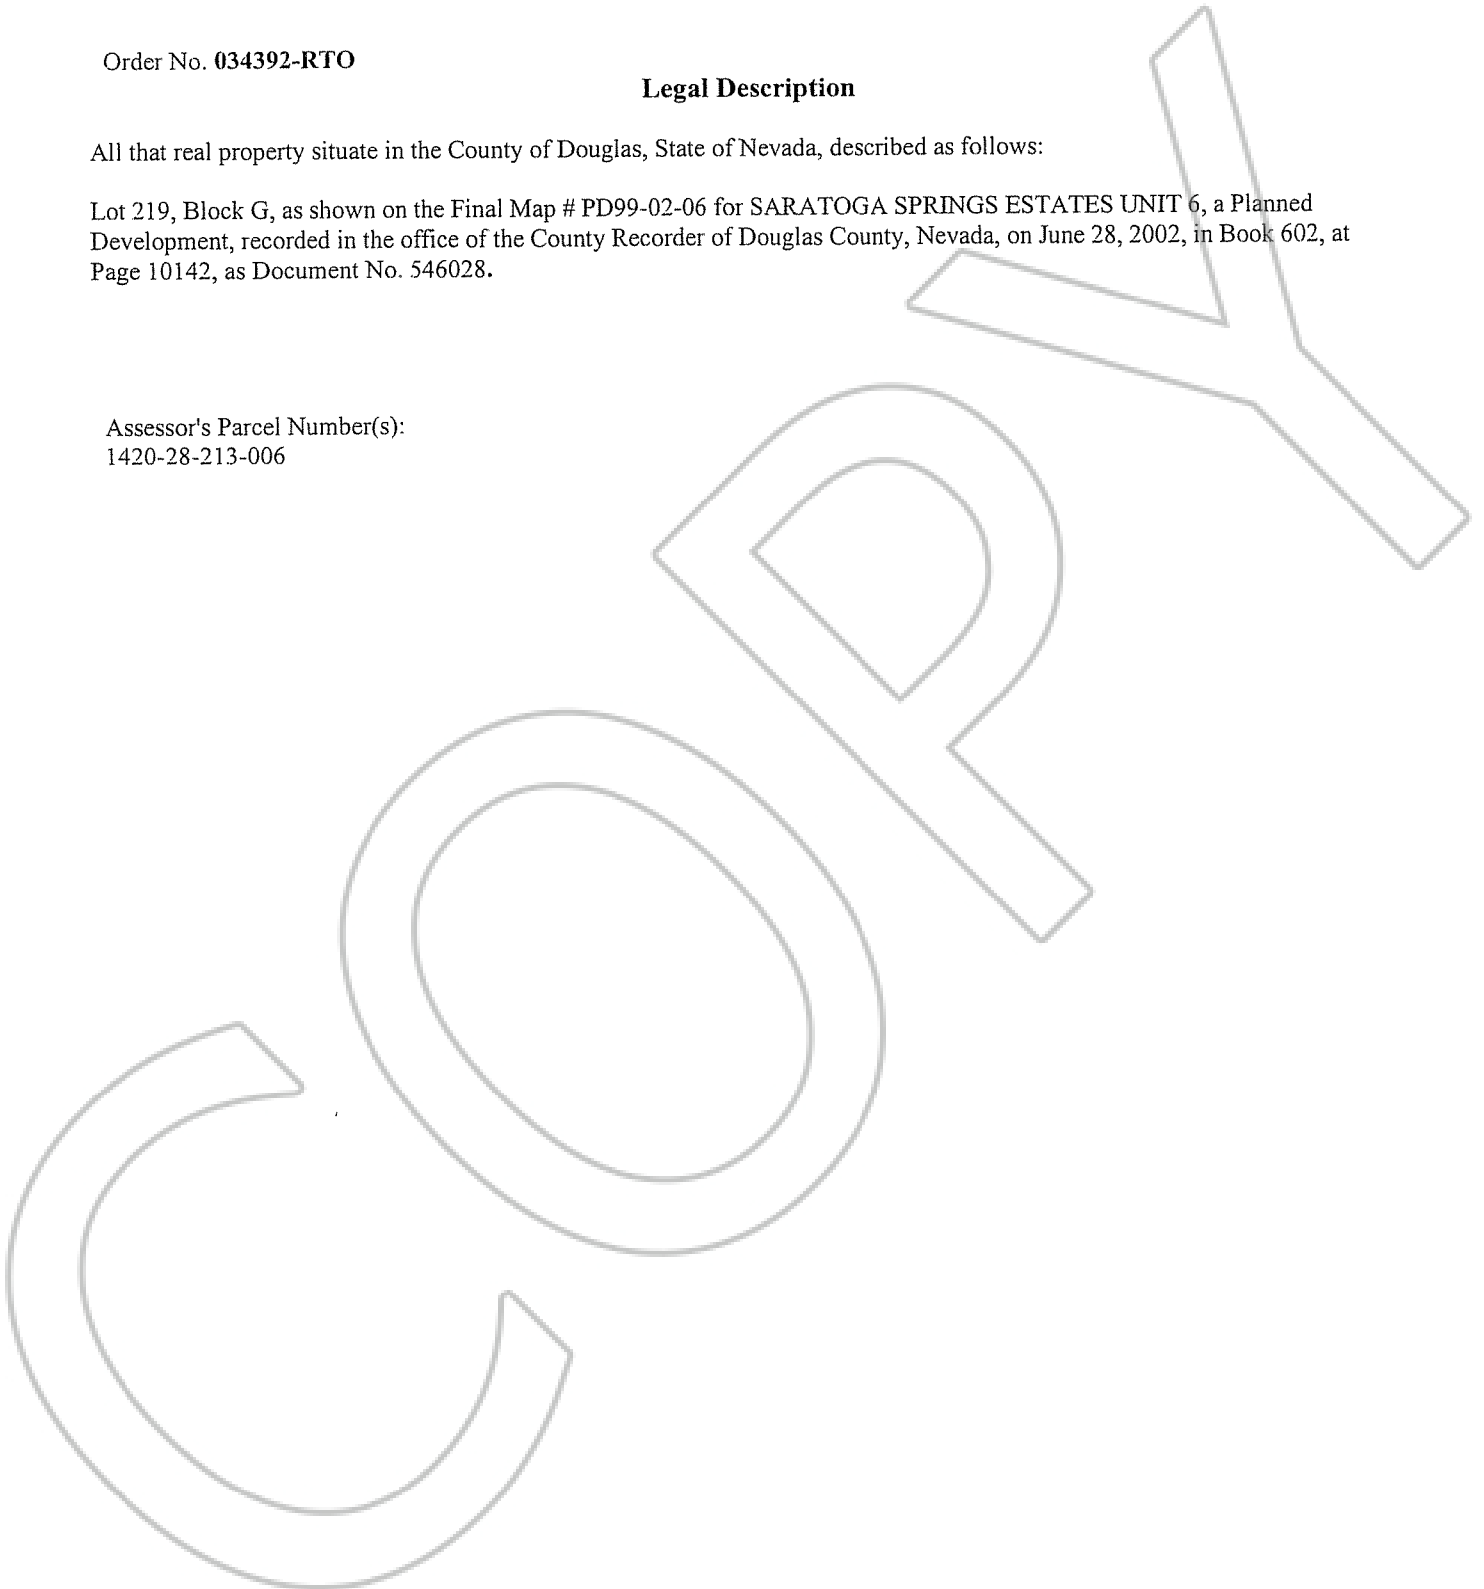 Order No. 034392-RTO
Legal Description
All that real property situate in the County of Douglas, State of Nevada, described as follows:
Lot 219, Block G, as shown on the Final Map # PD99-02-06 for SARATOGA SPRINGS ESTATES UNIT 6, a Planned
Development, recorded in the office of the County Recorder of Douglas County, Nevada, on June 28, 2002, in Book 602, at
Page 10142, as Document No. 546028.
Assessor's Parcel Number(s):
1420-28-213-006
COPY